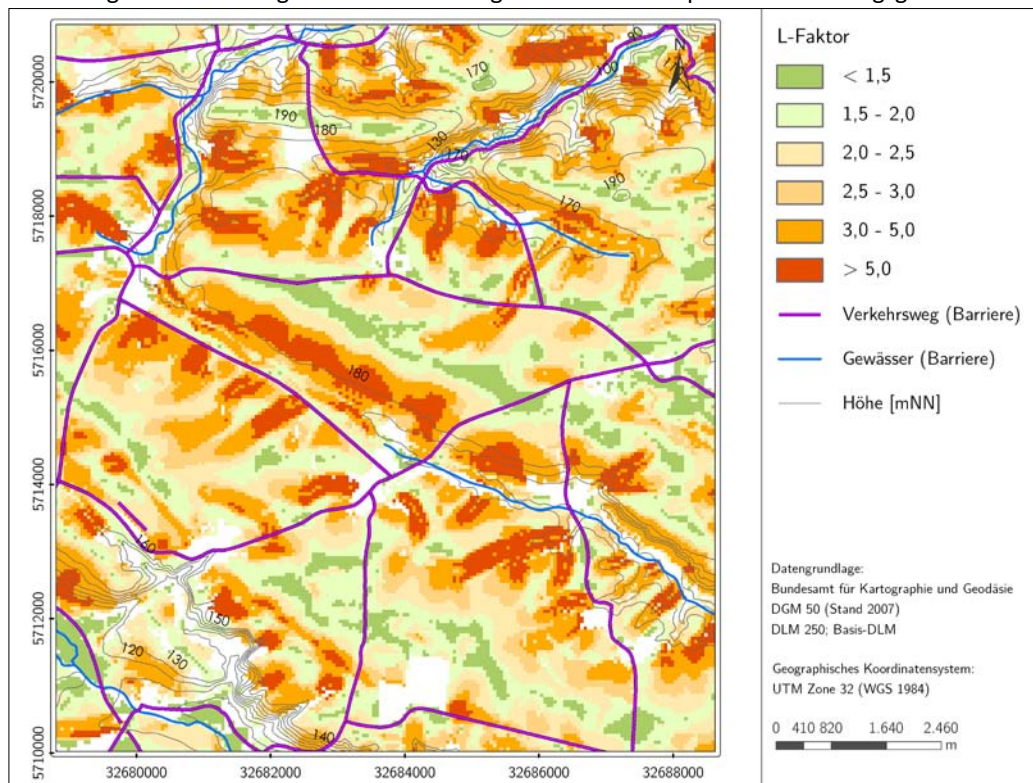 L-Faktor
< 1,5
1,5 - 2,0
2,0 - 2,5
2,5 - 3,0
3,0 - 5,0
> 5,0
Verkehrsweg (Barriere)
Gewässer (Barriere)
Höhe [mNN]
Datengrundlage:
Bundesamt für Kartographie und Geodäsie
DGM 50 (Stand 2007)
DLM 250; Basis-DLM
Geographisches Koordinatensystem:
UTM Zone 32 (WGS 1984)
0 410 820 1.640 2.460
m
N
5720000
5718000
5716000
5714000
5712000
5710000
32680000
32682000
32684000
32686000
32688000
80
170
100
190
180
130
170
190
170
180
160
150
120
130
140